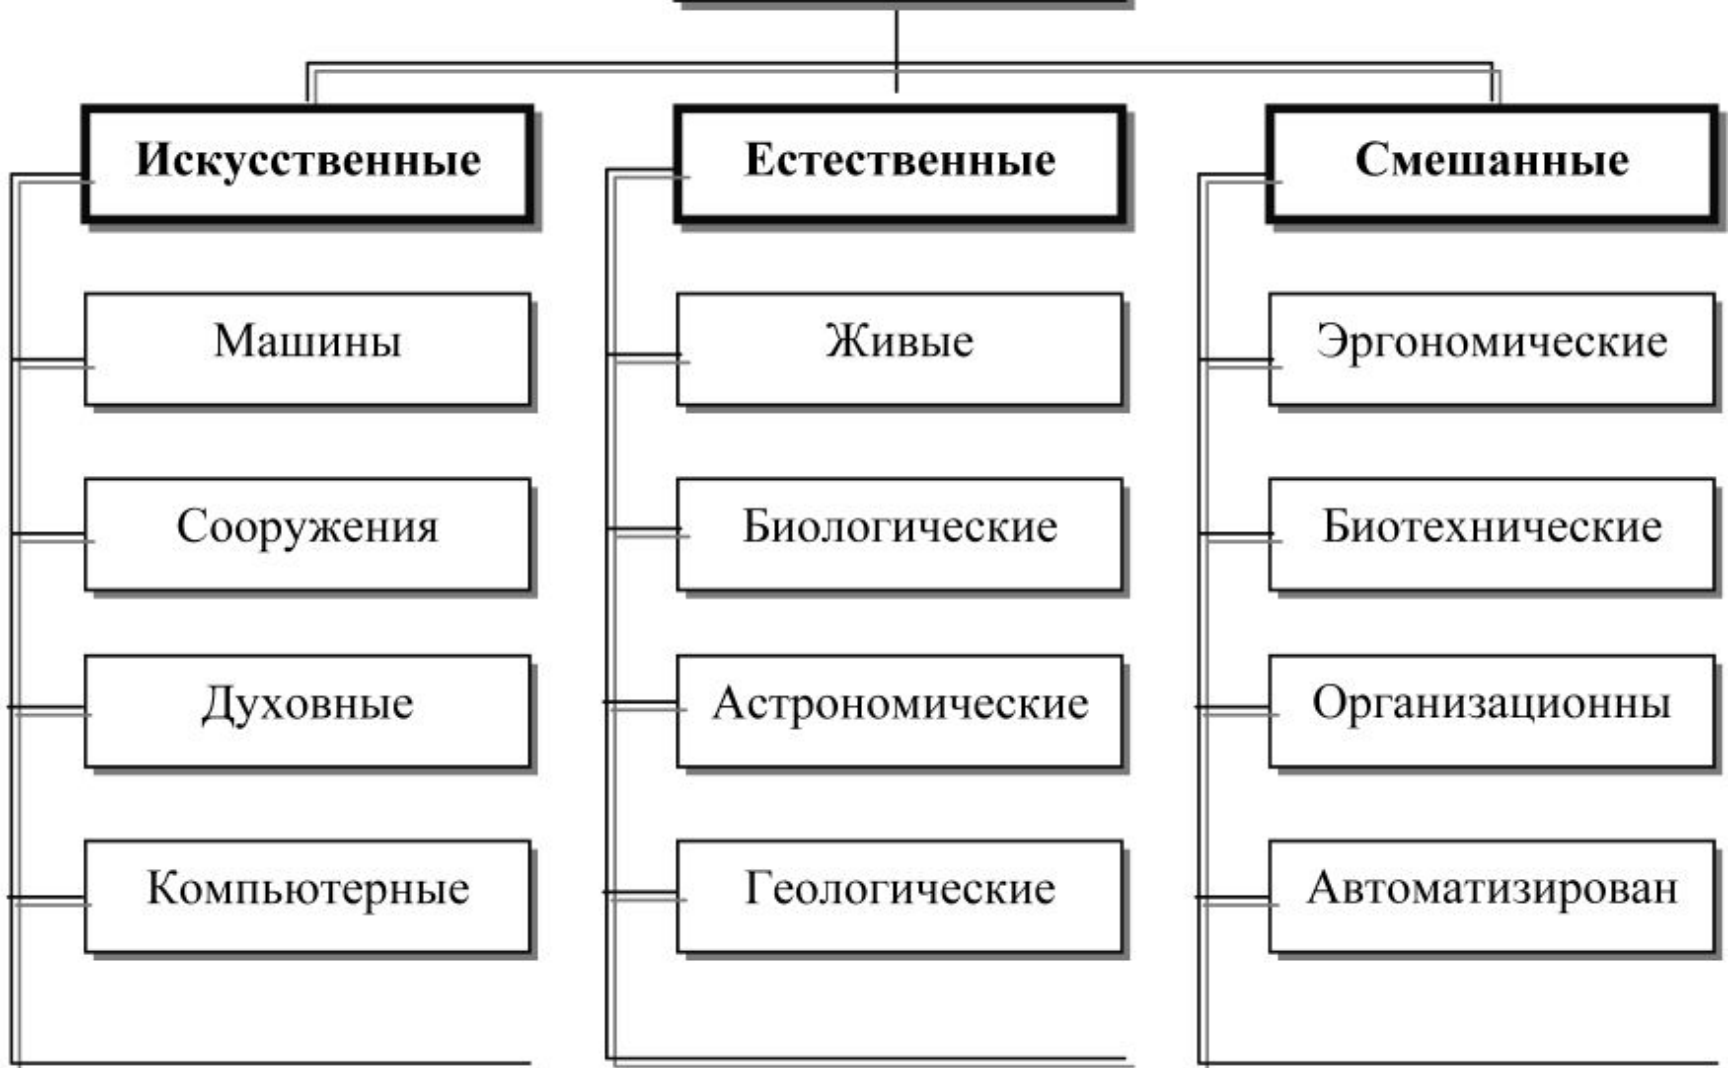 Искусственные
Естественные
Смешанные
Машины
Живые
Эргономические
Сооружения
Биологические
Биотехнические
Духовные
Астрономические
Организационны
Компьютерные
Геологические
Автоматизирован